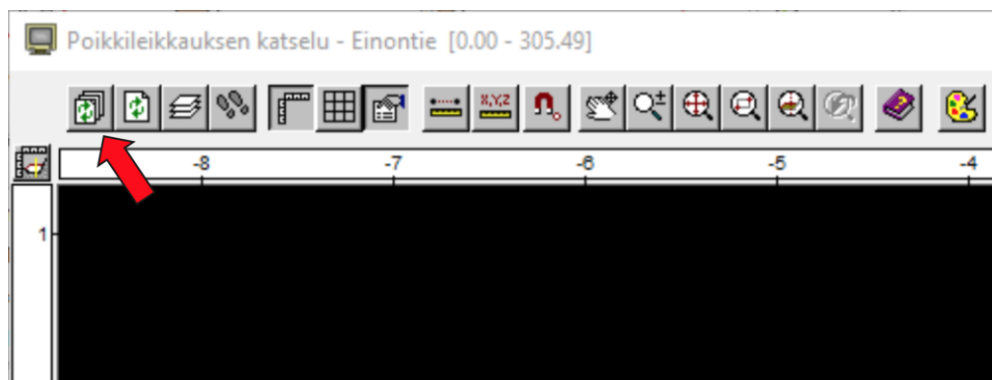 Poikkileikkauksen katselu - Einontie [0.00 - 305.49]
X,Y,Z
-8 -7 -6 -5 -4
1